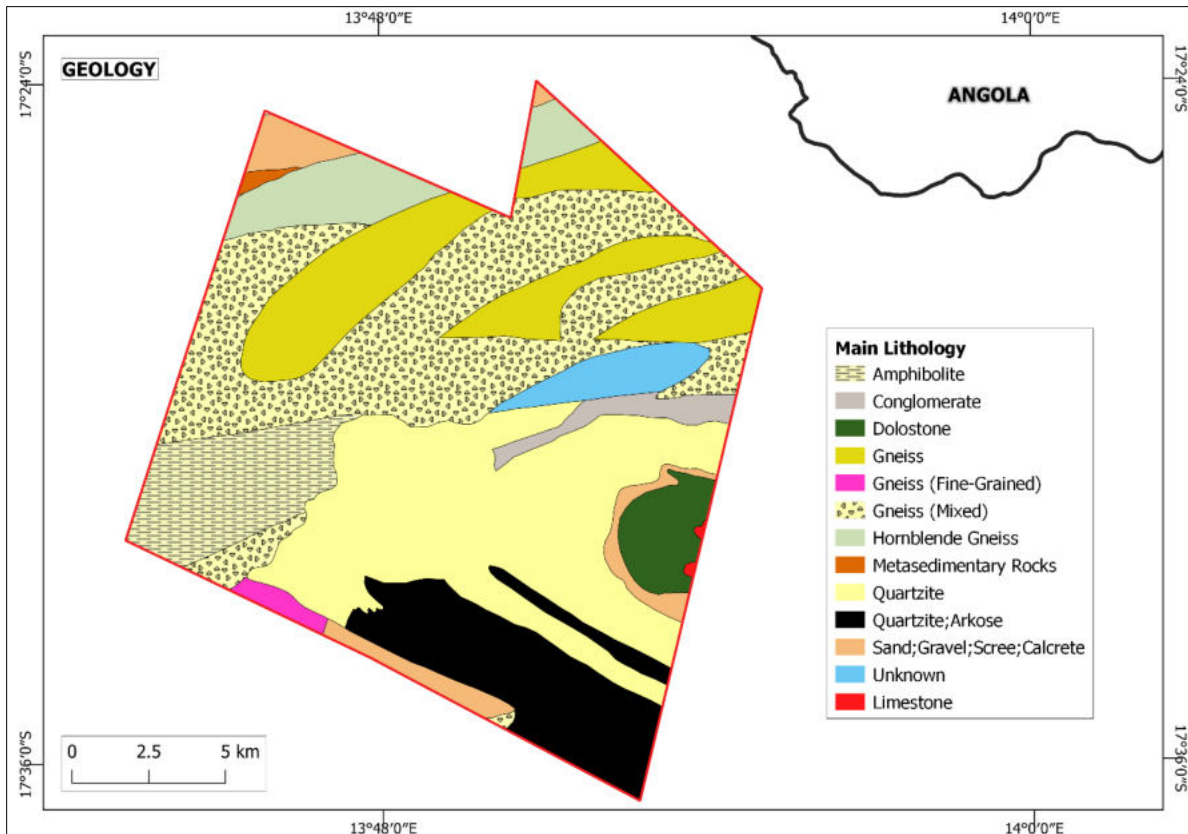 13°48'0"E
14°0'0"E
17°24'0"S
17°24'0"S
GEOLOGY
ANGOLA
Main Lithology
Amphibolite
Conglomerate
Dolostone
Gneiss
Gneiss (Fine-Grained)
Gneiss (Mixed)
Hornblende Gneiss
Metasedimentary Rocks
Quartzite
Quartzite;Arkose
Sand;Gravel;Scree;Calcrete
Unknown
Limestone
0 2.5 5 km
17°36'0"S
17°36'0"S
13°48'0"E
14°0'0"E